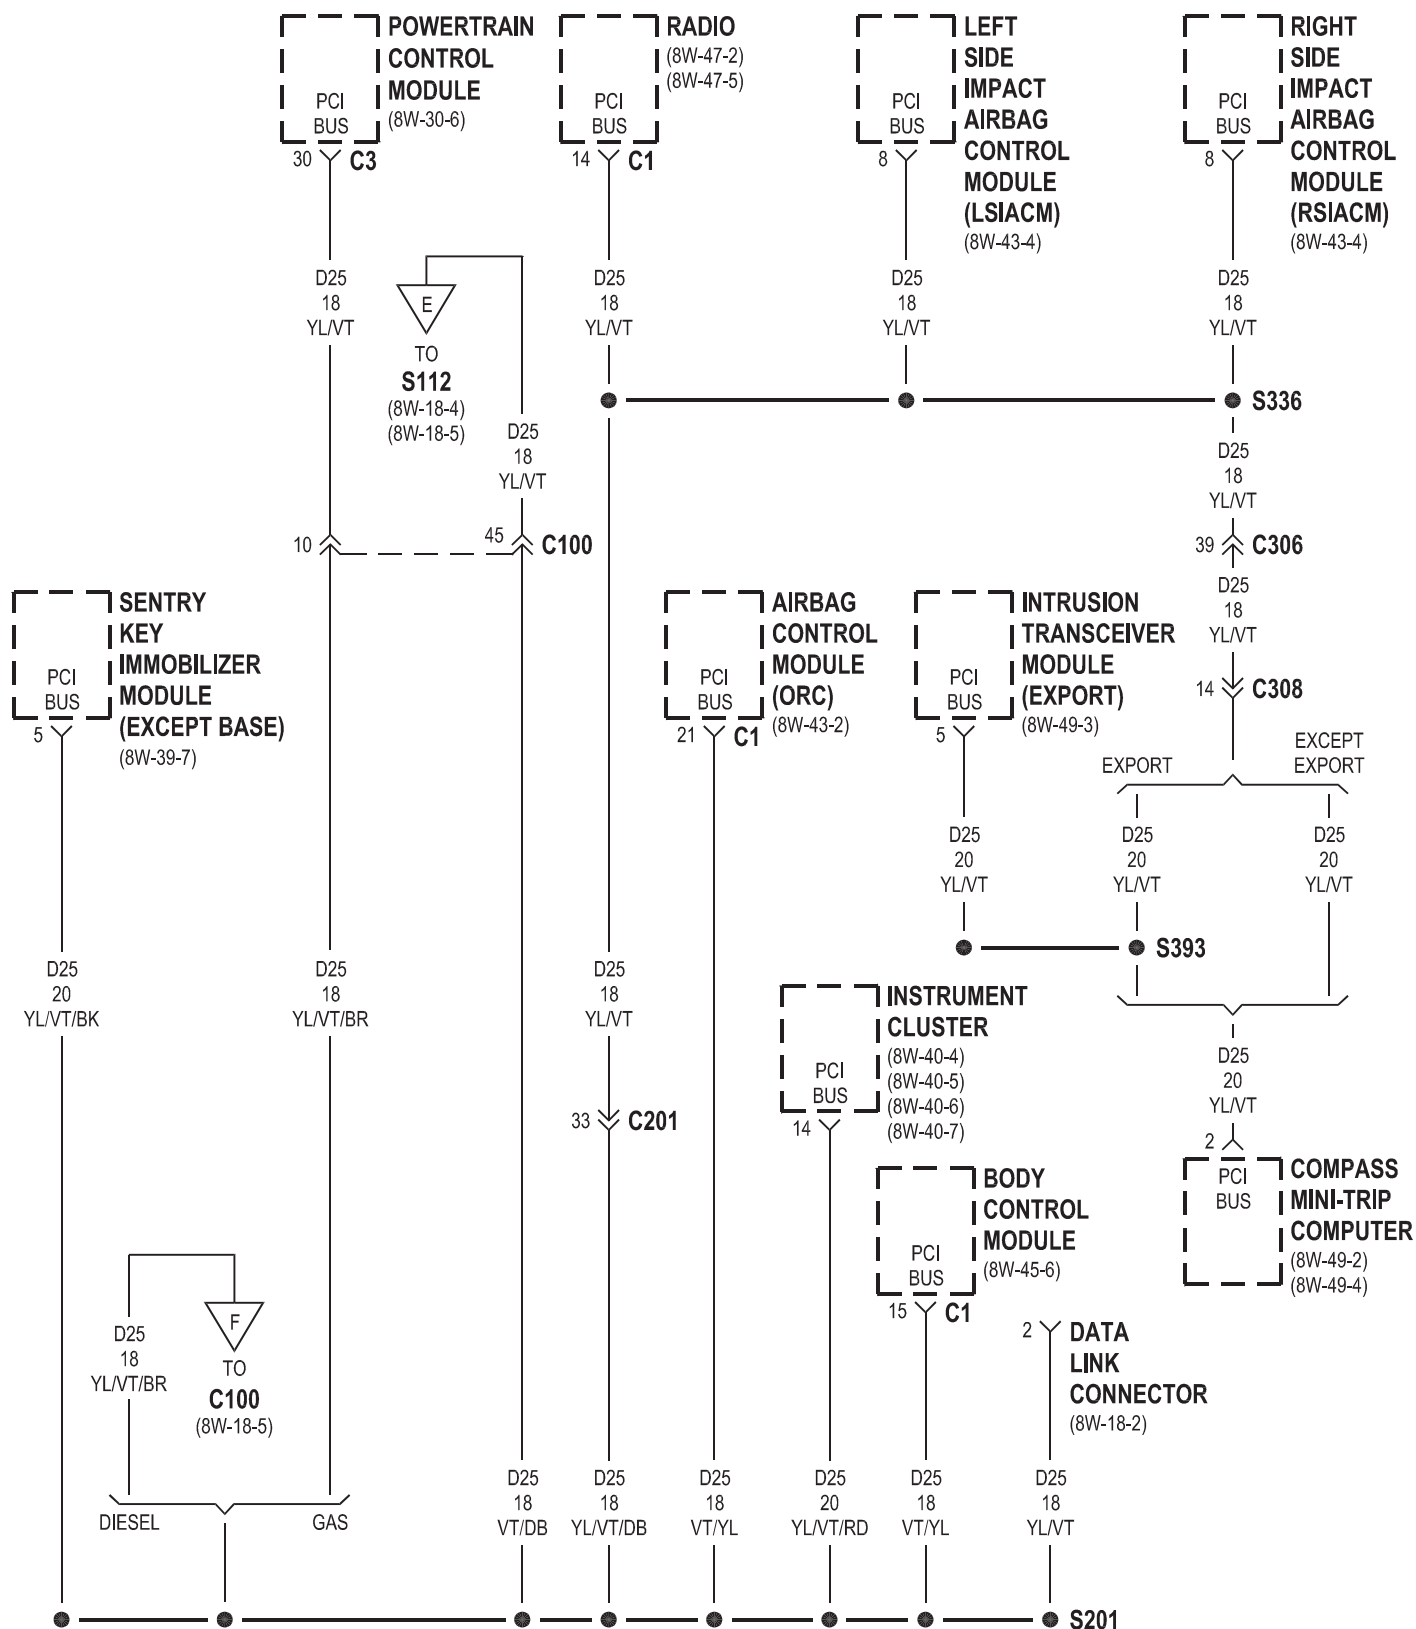 POWERTRAIN
CONTROL
MODULE
(8W-30-6)
PCI
BUS
30
C3
RADIO
(8W-47-2)
(8W-47-5)
PCI
BUS
14
C1
LEFT
SIDE
IMPACT
AIRBAG
CONTROL
MODULE
(LSIACM)
(8W-43-4)
PCI
BUS
8
RIGHT
SIDE
IMPACT
AIRBAG
CONTROL
MODULE
(RSIACM)
(8W-43-4)
PCI
BUS
8
D25
18
YL/VT
E
TO
S112
(8W-18-4)
(8W-18-5)
D25
18
YL/VT
D25
18
YL/VT
D25
18
YL/VT
D25
18
YL/VT
S336
D25
18
YL/VT
10
45
C100
39
C306
D25
18
YL/VT
14
C308
SENTRY
KEY
IMMOBILIZER
MODULE
(EXCEPT BASE)
(8W-39-7)
PCI
BUS
5
AIRBAG
CONTROL
MODULE
(ORC)
(8W-43-2)
PCI
BUS
21
C1
INTRUSION
TRANSCEIVER
MODULE
(EXPORT)
(8W-49-3)
PCI
BUS
5
EXPORT
EXCEPT
EXPORT
D25
20
YL/VT
D25
20
YL/VT
D25
20
YL/VT
S393
D25
20
YL/VT/BK
D25
18
YL/VT/BR
D25
18
YL/VT
33
C201
INSTRUMENT
CLUSTER
(8W-40-4)
(8W-40-5)
(8W-40-6)
(8W-40-7)
PCI
BUS
14
D25
20
YL/VT
2
PCI
BUS
COMPASS
MINI-TRIP
COMPUTER
(8W-49-2)
(8W-49-4)
BODY
CONTROL
MODULE
(8W-45-6)
PCI
BUS
15
C1
2
DATA
LINK
CONNECTOR
(8W-18-2)
D25
18
YL/VT/BR
F
TO
C100
(8W-18-5)
DIESEL
GAS
D25
18
VT/DB
D25
18
YL/VT/DB
D25
18
VT/YL
D25
20
YL/VT/RD
D25
18
VT/YL
D25
18
YL/VT
S201